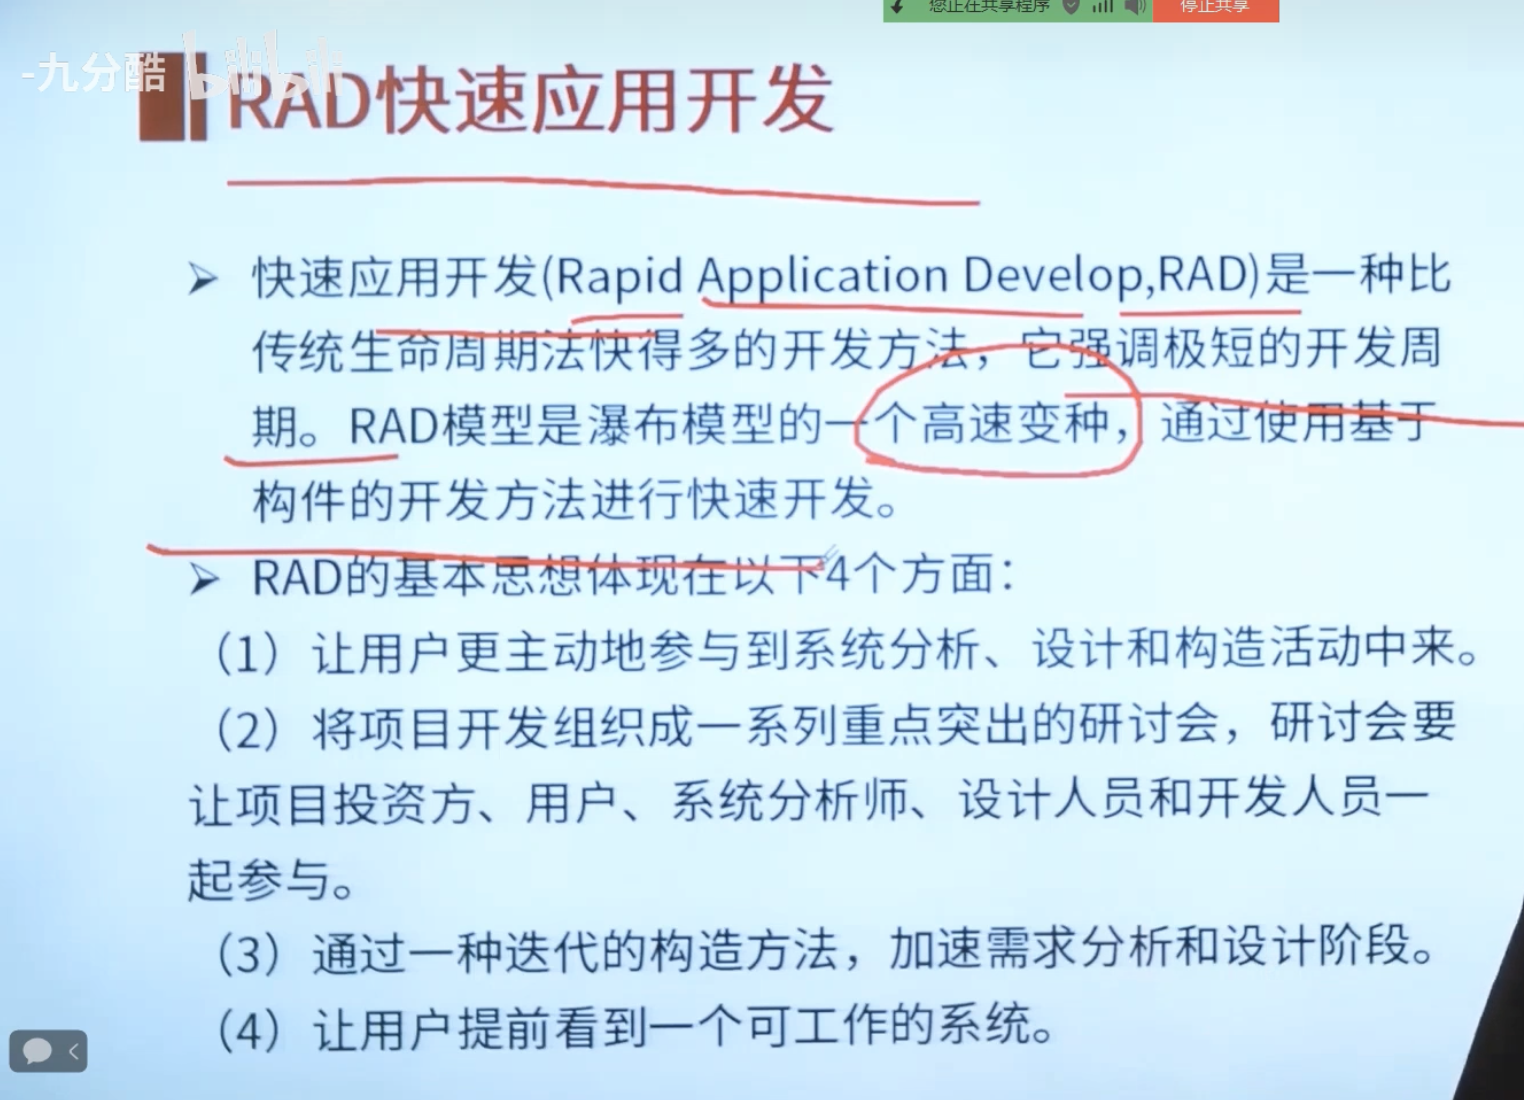 您正在共享程序 停止共享
-九分酷 bilibili
RAD快速应用开发
➢ 快速应用开发(Rapid Application Develop,RAD)是一种比
传统生命周期法快得多的开发方法，它强调极短的开发周
期。RAD模型是瀑布模型的一个高速变种，通过使用基于
构件的开发方法进行快速开发。
➢ RAD的基本思想体现在以下4个方面：
（1）让用户更主动地参与到系统分析、设计和构造活动中来。
（2）将项目开发组织成一系列重点突出的研讨会，研讨会要
让项目投资方、用户、系统分析师、设计人员和开发人员一
起参与。
（3）通过一种迭代的构造方法，加速需求分析和设计阶段。
（4）让用户提前看到一个可工作的系统。